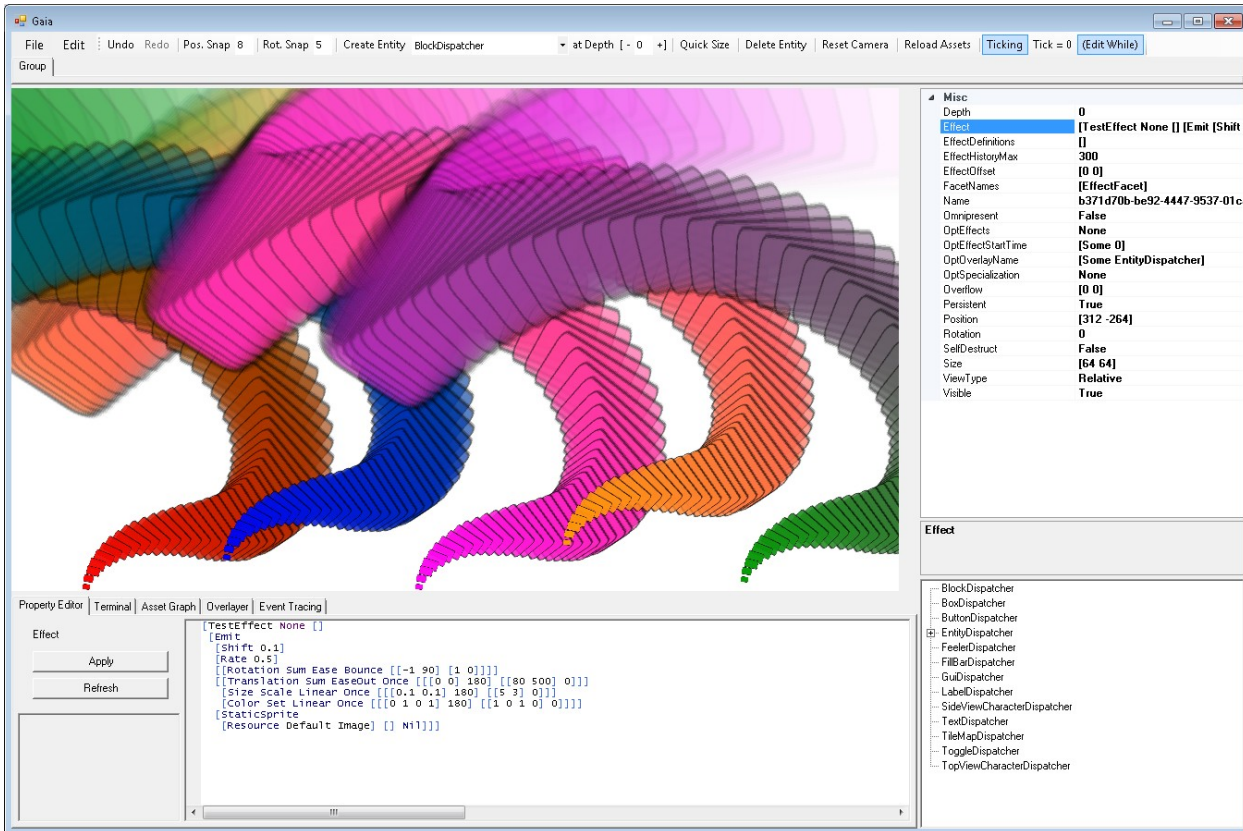 Gaia
File Edit Undo Redo Pos. Snap 8 Rot. Snap 5 Create Entity BlockDispatcher at Depth [ - 0 +] Quick Size Delete Entity Reset Camera Reload Assets Ticking Tick = 0 (Edit While)
Group
Misc
Depth 0
Effect [TestEffect None [] [Emit [Shift
EffectDefinitions []
EffectHistoryMax 300
EffectOffset [0 0]
FacetNames [EffectFacet]
Name b371d70b-be92-4447-9537-01c
Omnipresent False
OptEffects None
OptEffectStartTime [Some 0]
OptOverlayName [Some EntityDispatcher]
OptSpecialization None
Overflow [0 0]
Persistent True
Position [312 -264]
Rotation 0
SelfDestruct False
Size [64 64]
ViewType Relative
Visible True
Effect
BlockDispatcher
BoxDispatcher
ButtonDispatcher
EntityDispatcher
FeelerDispatcher
FillBarDispatcher
GuiDispatcher
LabelDispatcher
SideViewCharacterDispatcher
TextDispatcher
TileMapDispatcher
ToggleDispatcher
TopViewCharacterDispatcher
Property Editor Terminal Asset Graph Overlayer Event Tracing
Effect
Apply
Refresh
[TestEffect None []
[Emit
[Shift 0.1]
[Rate 0.5]
[[Rotation Sum Ease Bounce [[-1 90] [1 0]]]]
[[Translation Sum EaseOut Once [[[0 0] 180] [[80 500] 0]]]
[Size Scale Linear Once [[[0.1 0.1] 180] [[5 3] 0]]]
[Color Set Linear Once [[[0 1 0 1] 180] [[1 0 1 0] 0]]]]
[StaticSprite
[Resource Default Image] [] Nil]]]